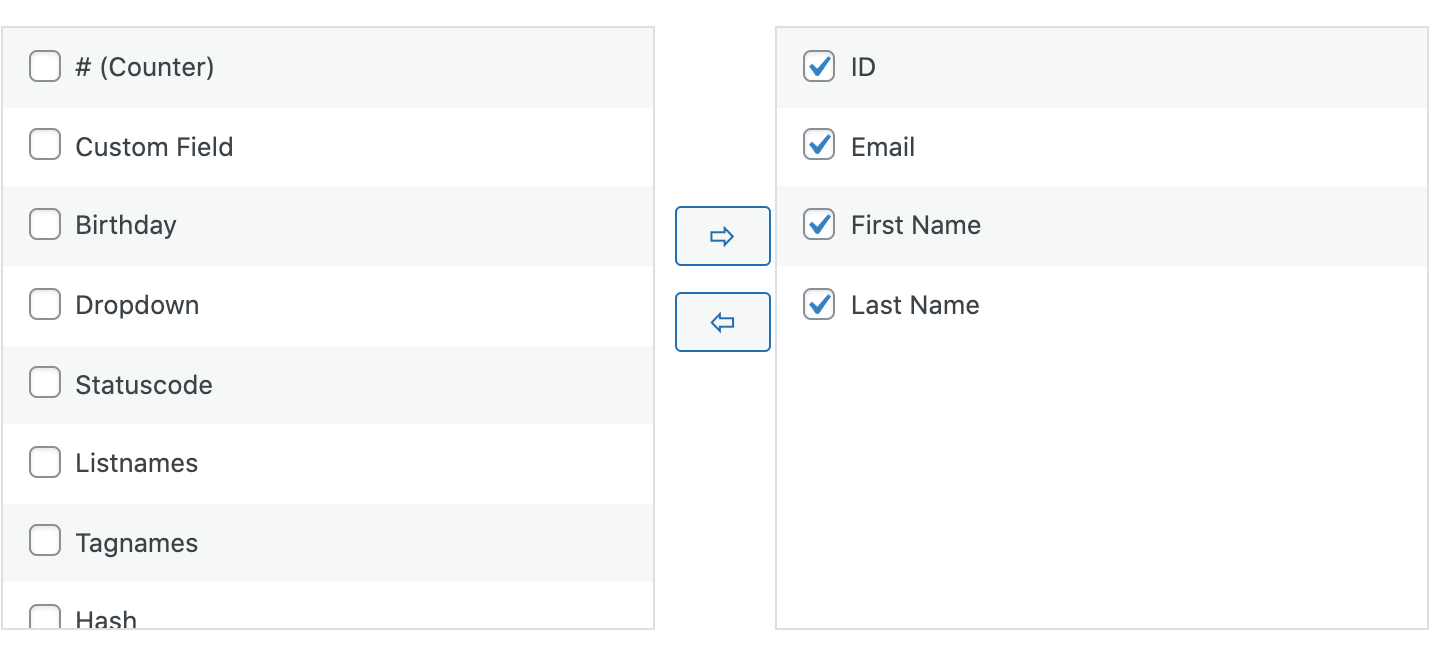 # (Counter)
Custom Field
Birthday
Dropdown
Statuscode
Listnames
Tagnames
Hash
ID
Email
First Name
Last Name